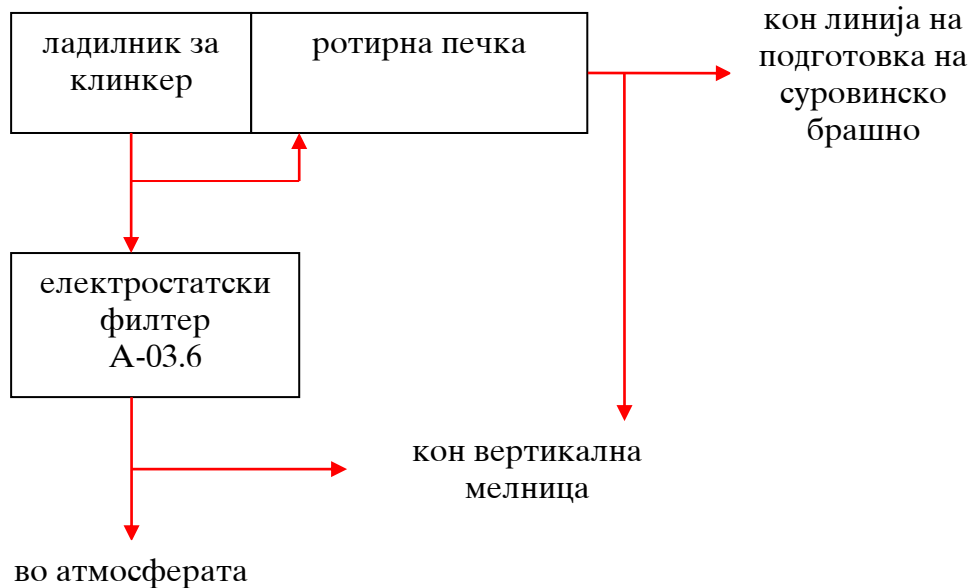 ладилник за
клинкер
ротирна печка
кон линија на
подготовка на
суровинско
брашно
електростатски
филтер
А-03.6
кон вертикална
мелница
во атмосферата